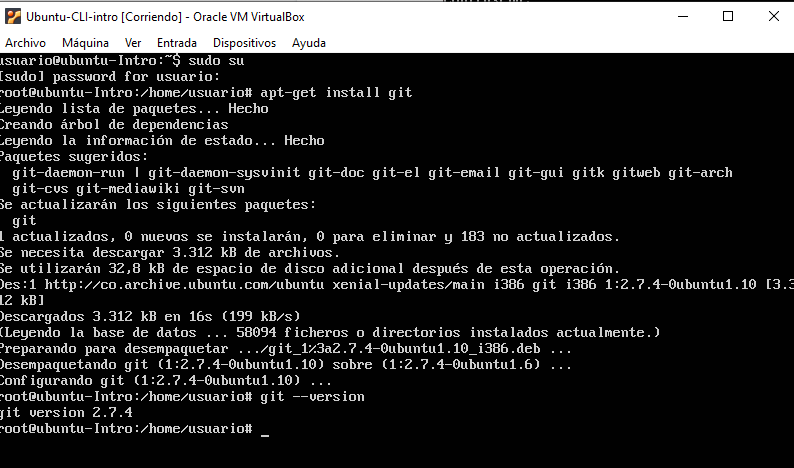 Ubuntu-CLI-intro [Corriendo] - Oracle VM VirtualBox
Archivo Máquina Ver Entrada Dispositivos Ayuda
usuario@ubuntu-Intro:~$ sudo su
[sudo] password for usuario:
root@ubuntu-Intro:/home/usuario# apt-get install git
Leyendo lista de paquetes... Hecho
Creando árbol de dependencias
Leyendo la información de estado... Hecho
Paquetes sugeridos:
  git-daemon-run | git-daemon-sysvinit git-doc git-el git-email git-gui gitk gitweb git-arch
  git-cvs git-mediawiki git-svn
Se actualizarán los siguientes paquetes:
  git
1 actualizados, 0 nuevos se instalarán, 0 para eliminar y 183 no actualizados.
Se necesita descargar 3.312 kB de archivos.
Se utilizarán 32,8 kB de espacio de disco adicional después de esta operación.
Des:1 http://co.archive.ubuntu.com/ubuntu xenial-updates/main i386 git i386 1:2.7.4-0ubuntu1.10 [3.3
12 kB]
Descargados 3.312 kB en 16s (199 kB/s)
(Leyendo la base de datos ... 58094 ficheros o directorios instalados actualmente.)
Preparando para desempaquetar .../git_1%3a2.7.4-0ubuntu1.10_i386.deb ...
Desempaquetando git (1:2.7.4-0ubuntu1.10) sobre (1:2.7.4-0ubuntu1.6) ...
Configurando git (1:2.7.4-0ubuntu1.10) ...
root@ubuntu-Intro:/home/usuario# git --version
git version 2.7.4
root@ubuntu-Intro:/home/usuario# _